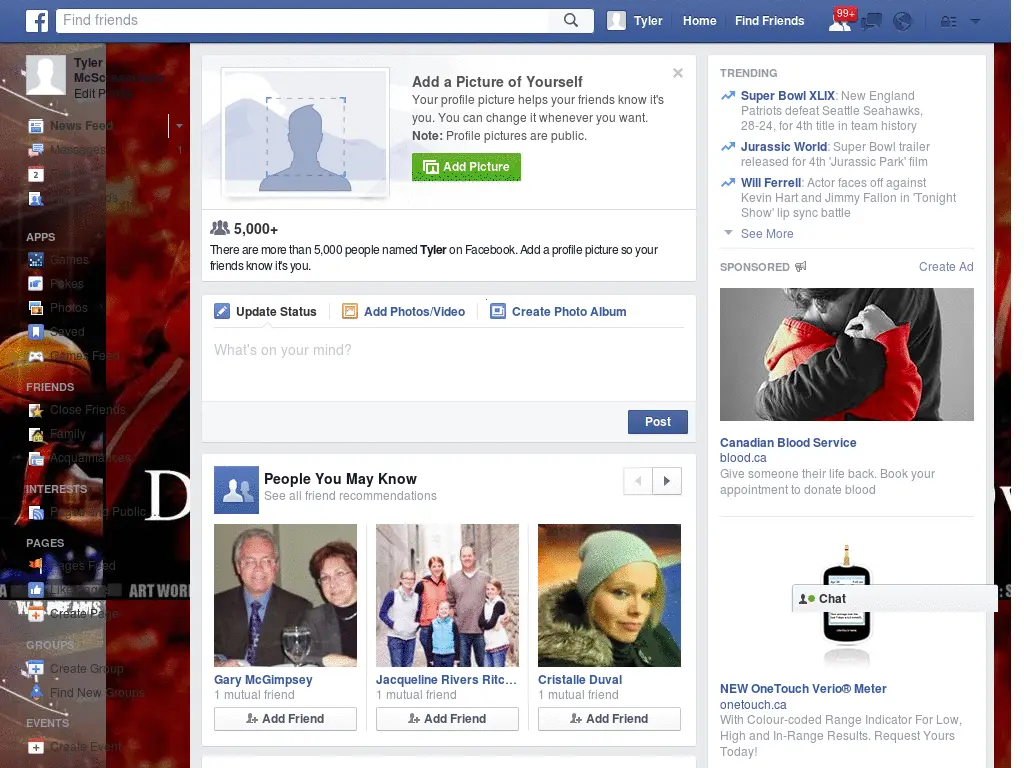 Find friends
Tyler
Home
Find Friends
99+
Tyler
Edit
News Feed
Messages
2
APPS
Games
Pokes
Photos
Saved
Games Feed
FRIENDS
Close Friends
Family
Acquaintances
INTERESTS
Pages and Public
PAGES
Pages Feed
Like Pages
Create Page
GROUPS
Create Group
Find New Groups
EVENTS
Create Event
ART WOR
Add a Picture of Yourself
Your profile picture helps your friends know it's
you. You can change it whenever you want.
Note: Profile pictures are public.
Add Picture
5,000+
There are more than 5,000 people named Tyler on Facebook. Add a profile picture so your
friends know it's you.
Update Status
Add Photos/Video
Create Photo Album
What's on your mind?
Post
People You May Know
See all friend recommendations
Gary McGimpsey
1 mutual friend
Add Friend
Jacqueline Rivers Ritc...
1 mutual friend
Add Friend
Cristalle Duval
1 mutual friend
Add Friend
TRENDING
Super Bowl XLIX: New England
Patriots defeat Seattle Seahawks,
28-24, for 4th title in team history
Jurassic World: Super Bowl trailer
released for 4th 'Jurassic Park' film
Will Ferrell: Actor faces off against
Kevin Hart and Jimmy Fallon in 'Tonight
Show' lip sync battle
See More
SPONSORED
Create Ad
Canadian Blood Service
blood.ca
Give someone their life back. Book your
appointment to donate blood
Chat
NEW OneTouch Verio® Meter
onetouch.ca
With Colour-coded Range Indicator For Low,
High and In-Range Results. Request Yours
Today!